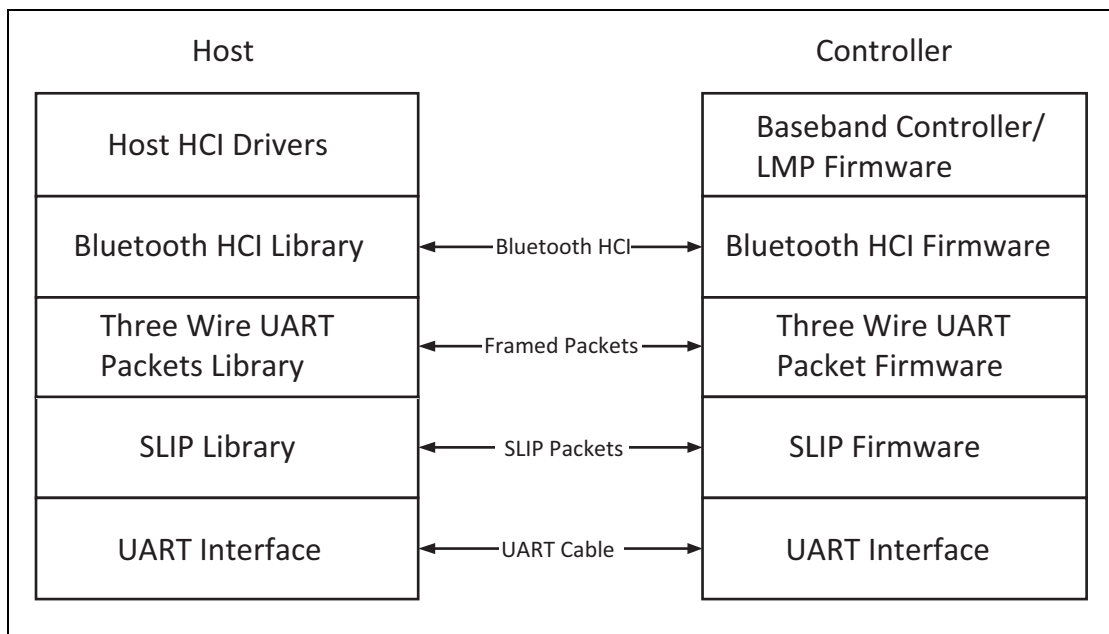 Host
Controller
Host HCI Drivers
Baseband Controller/
LMP Firmware
Bluetooth HCI Library
Bluetooth HCI
Bluetooth HCI Firmware
Three Wire UART
Packets Library
Framed Packets
Three Wire UART
Packet Firmware
SLIP Library
SLIP Packets
SLIP Firmware
UART Interface
UART Cable
UART Interface